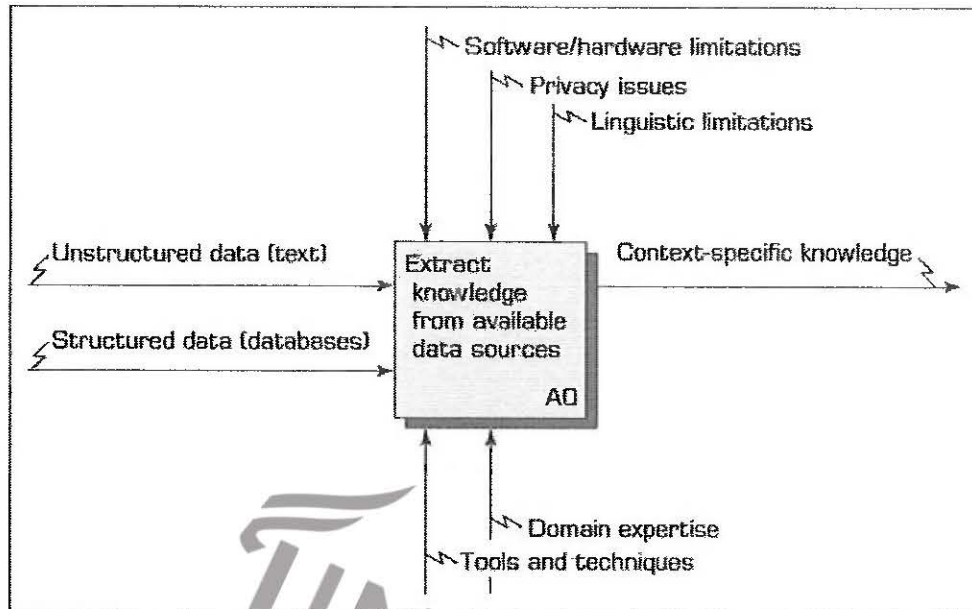 Software/hardware limitations
Privacy issues
Linguistic limitations
Unstructured data (text)
Context-specific knowledge
Structured data (databases)
Extract
knowledge
from available
data sources
A0
Domain expertise
Tools and techniques